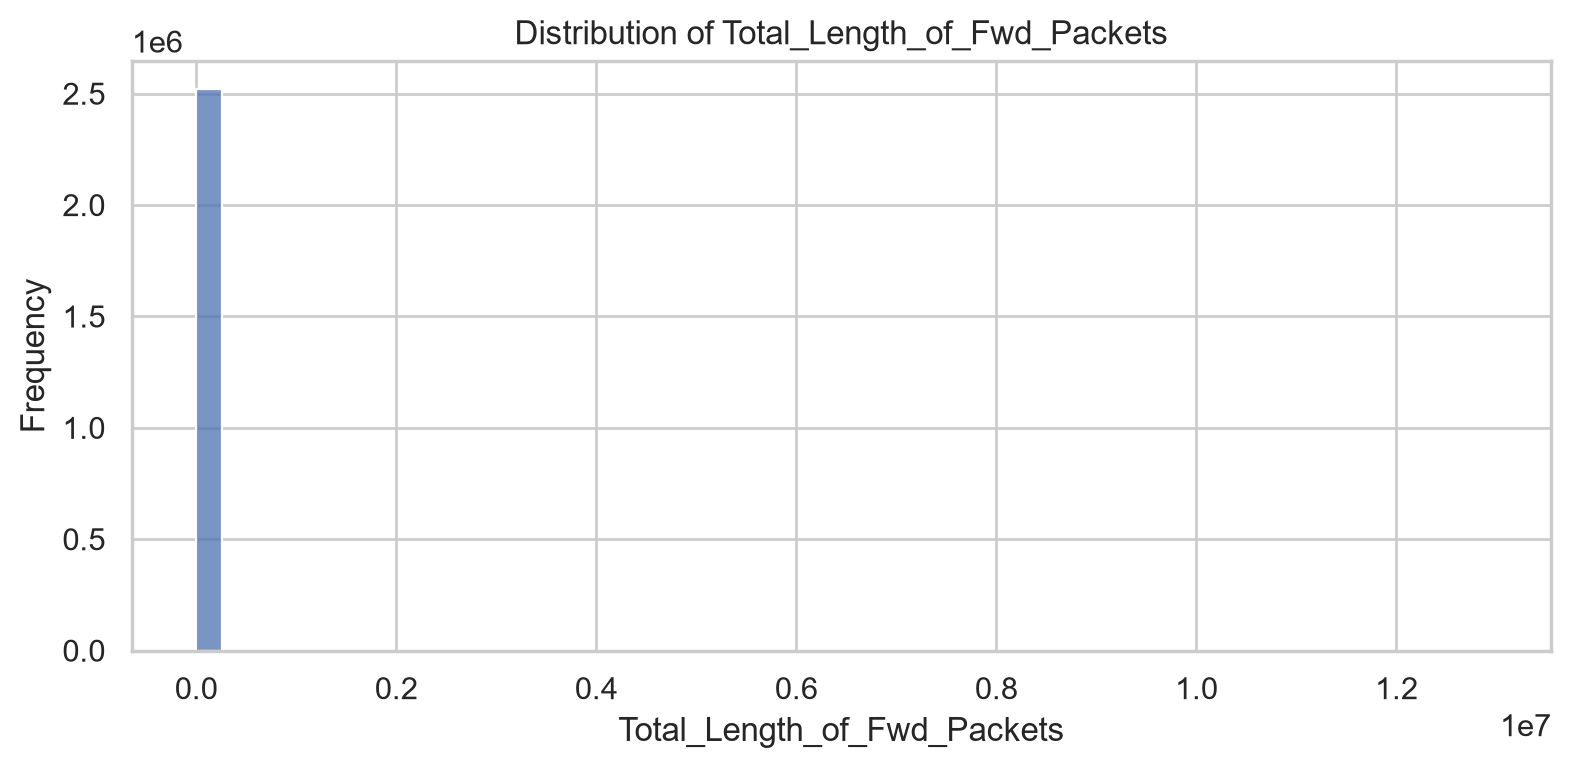 Distribution of Total_Length_of_Fwd_Packets
1e6
2.5
2.0
1.5
1.0
0.5
0.0
Frequency
0.0 0.2 0.4 0.6 0.8 1.0 1.2
1e7
Total_Length_of_Fwd_Packets